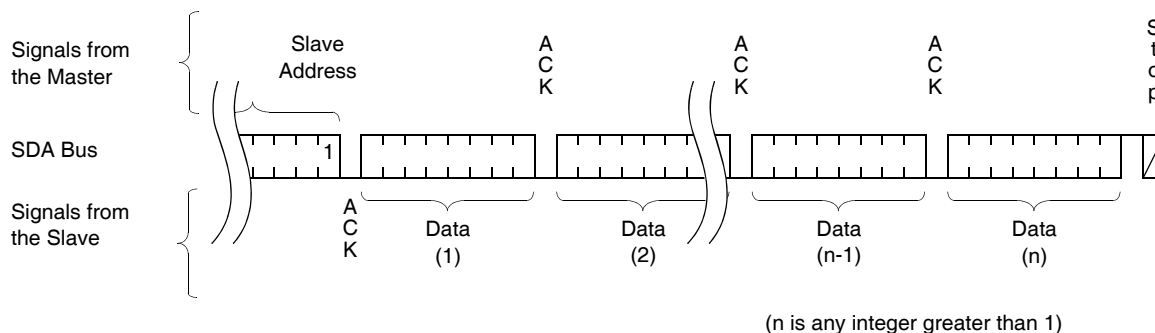 Signals from
the Master
Slave
Address
A
C
K
A
C
K
A
C
K
S
t
o
p
SDA Bus
1
Signals from
the Slave
A
C
K
Data
(1)
Data
(2)
Data
(n-1)
Data
(n)
(n is any integer greater than 1)